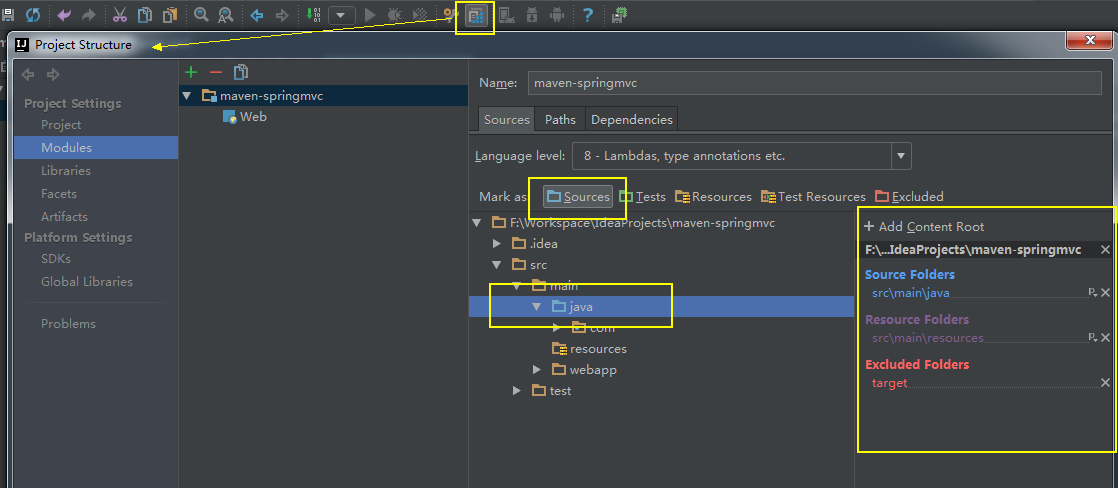 Project Structure
Project Settings
Project
Modules
Libraries
Facets
Artifacts
Platform Settings
SDKs
Global Libraries
Problems
maven-springmvc
Web
Name: maven-springmvc
Sources Paths Dependencies
Language level: 8 - Lambdas, type annotations etc.
Mark as Sources Tests Resources Test Resources Excluded
F:\Workspace\IdeaProjects\maven-springmvc
.idea
src
main
java
com
resources
webapp
test
+ Add Content Root
F:\...IdeaProjects\maven-springmvc
Source Folders
src\main\java
Resource Folders
src\main\resources
Excluded Folders
target